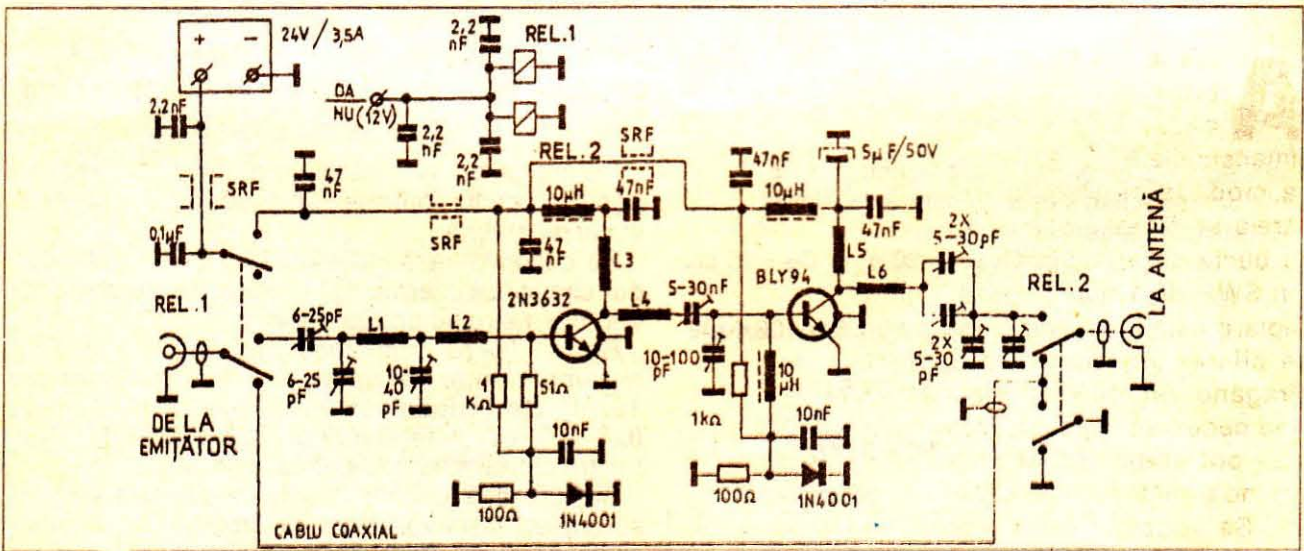 + −
24V / 3,5A
2,2 nF
REL.1
DA/NU (12V)
2,2 nF
2,2 nF
2,2nF
SRF
47 nF
REL.2
SRF
10µH
47nF
SRF
47 nF
47nF
10µH
5µF/50V
47nF
0,1µF
REL.1
L3
L5
2X 5-30pF
2N3632
L4
5-30nF
BLY94
L6
REL.2
LA ANTENA
6-25pF
L1
L2
6-25 pF
10-40 pF
1 KΩ
51Ω
10-100 pF
1kΩ
10 µH
2X 5-30 pF
DE LA
EMIȚĂTOR
10nF
10nF
100Ω
1N4001
100Ω
1N4001
CABLU COAXIAL